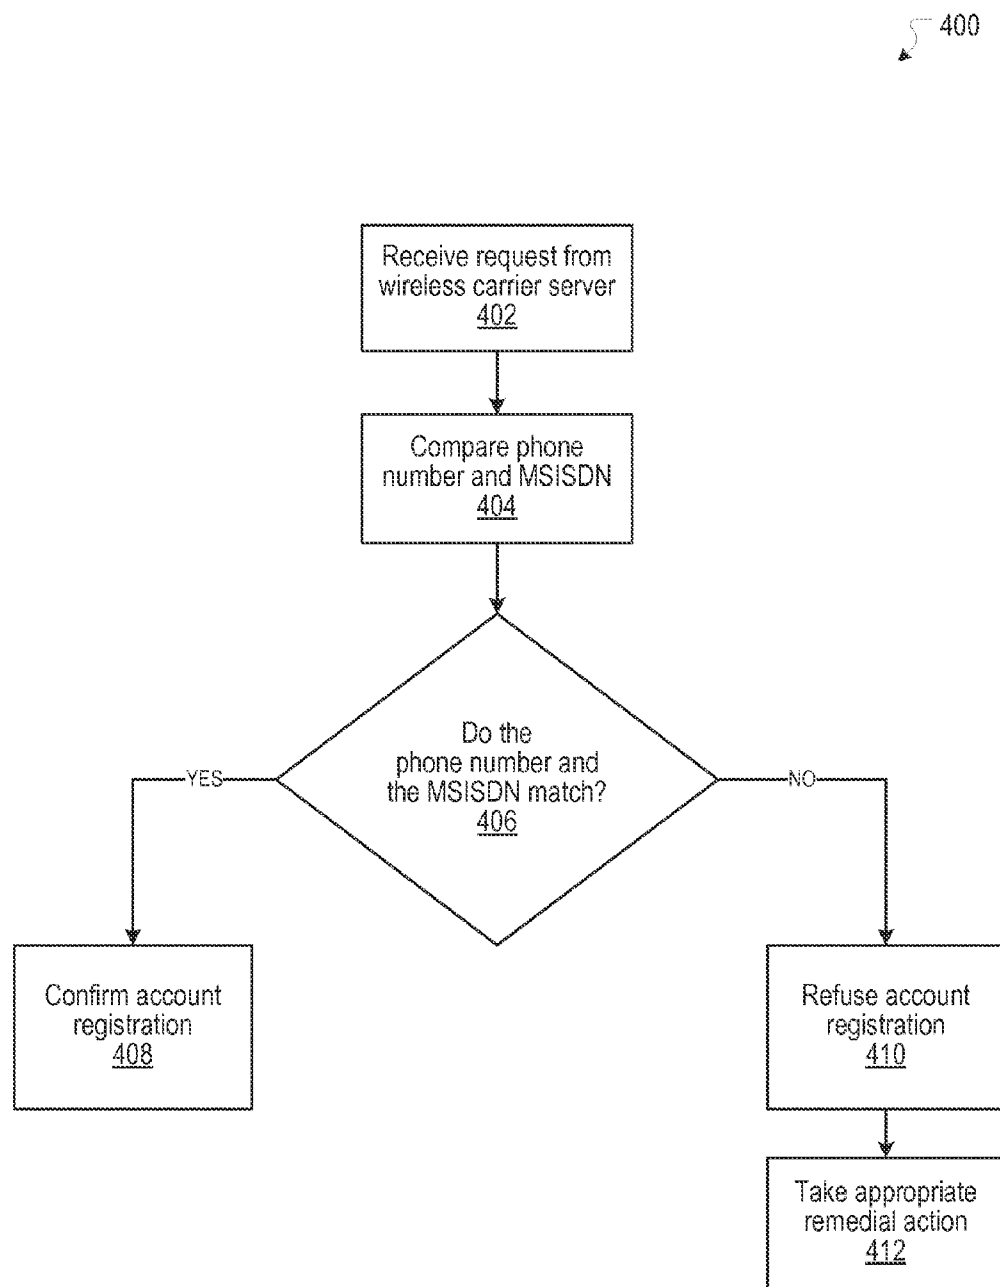 400
Receive request from
wireless carrier server
402
Compare phone
number and MSISDN
404
Do the
phone number and
the MSISDN match?
406
YES
NO
Confirm account
registration
408
Refuse account
registration
410
Take appropriate
remedial action
412